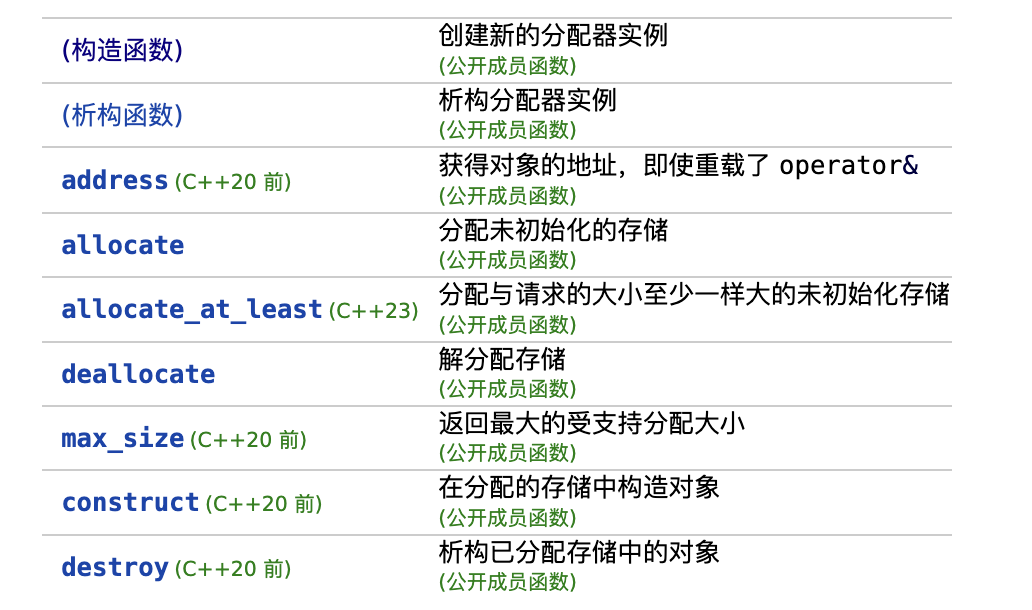 (构造函数)
创建新的分配器实例
(公开成员函数)
(析构函数)
析构分配器实例
(公开成员函数)
address (C++20 前)
获得对象的地址，即使重载了 operator&
(公开成员函数)
allocate
分配未初始化的存储
(公开成员函数)
allocate_at_least (C++23)
分配与请求的大小至少一样大的未初始化存储
(公开成员函数)
deallocate
解分配存储
(公开成员函数)
max_size (C++20 前)
返回最大的受支持分配大小
(公开成员函数)
construct (C++20 前)
在分配的存储中构造对象
(公开成员函数)
destroy (C++20 前)
析构已分配存储中的对象
(公开成员函数)